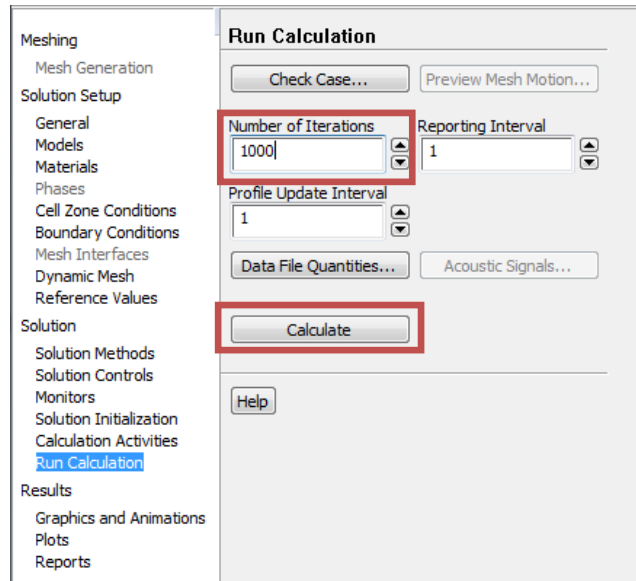 Meshing
Mesh Generation
Solution Setup
General
Models
Materials
Phases
Cell Zone Conditions
Boundary Conditions
Mesh Interfaces
Dynamic Mesh
Reference Values
Solution
Solution Methods
Solution Controls
Monitors
Solution Initialization
Calculation Activities
Run Calculation
Results
Graphics and Animations
Plots
Reports
Run Calculation
Check Case... Preview Mesh Motion...
Number of Iterations Reporting Interval
1000 1
Profile Update Interval
1
Data File Quantities... Acoustic Signals...
Calculate
Help